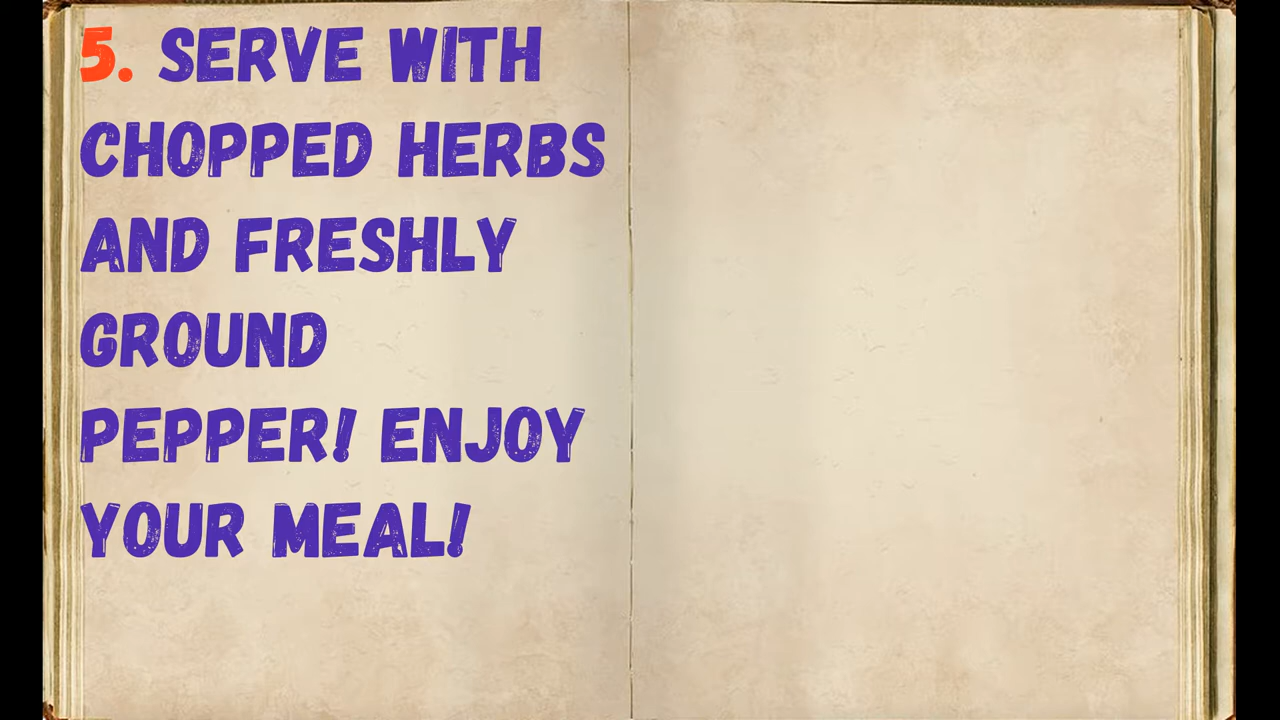 5. SERVE WITH
CHOPPED HERBS
AND FRESHLY
GROUND
PEPPER! ENJOY
YOUR MEAL!